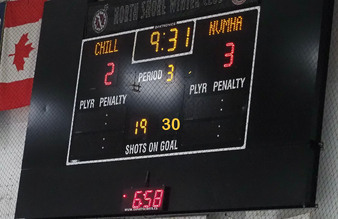 NORTH SHORE WINTER CLUB
CHILL 9:31 NVMHA
2 PERIOD 3 3
PLYR PENALTY PLYR PENALTY
19 30
SHOTS ON GOAL
6:58